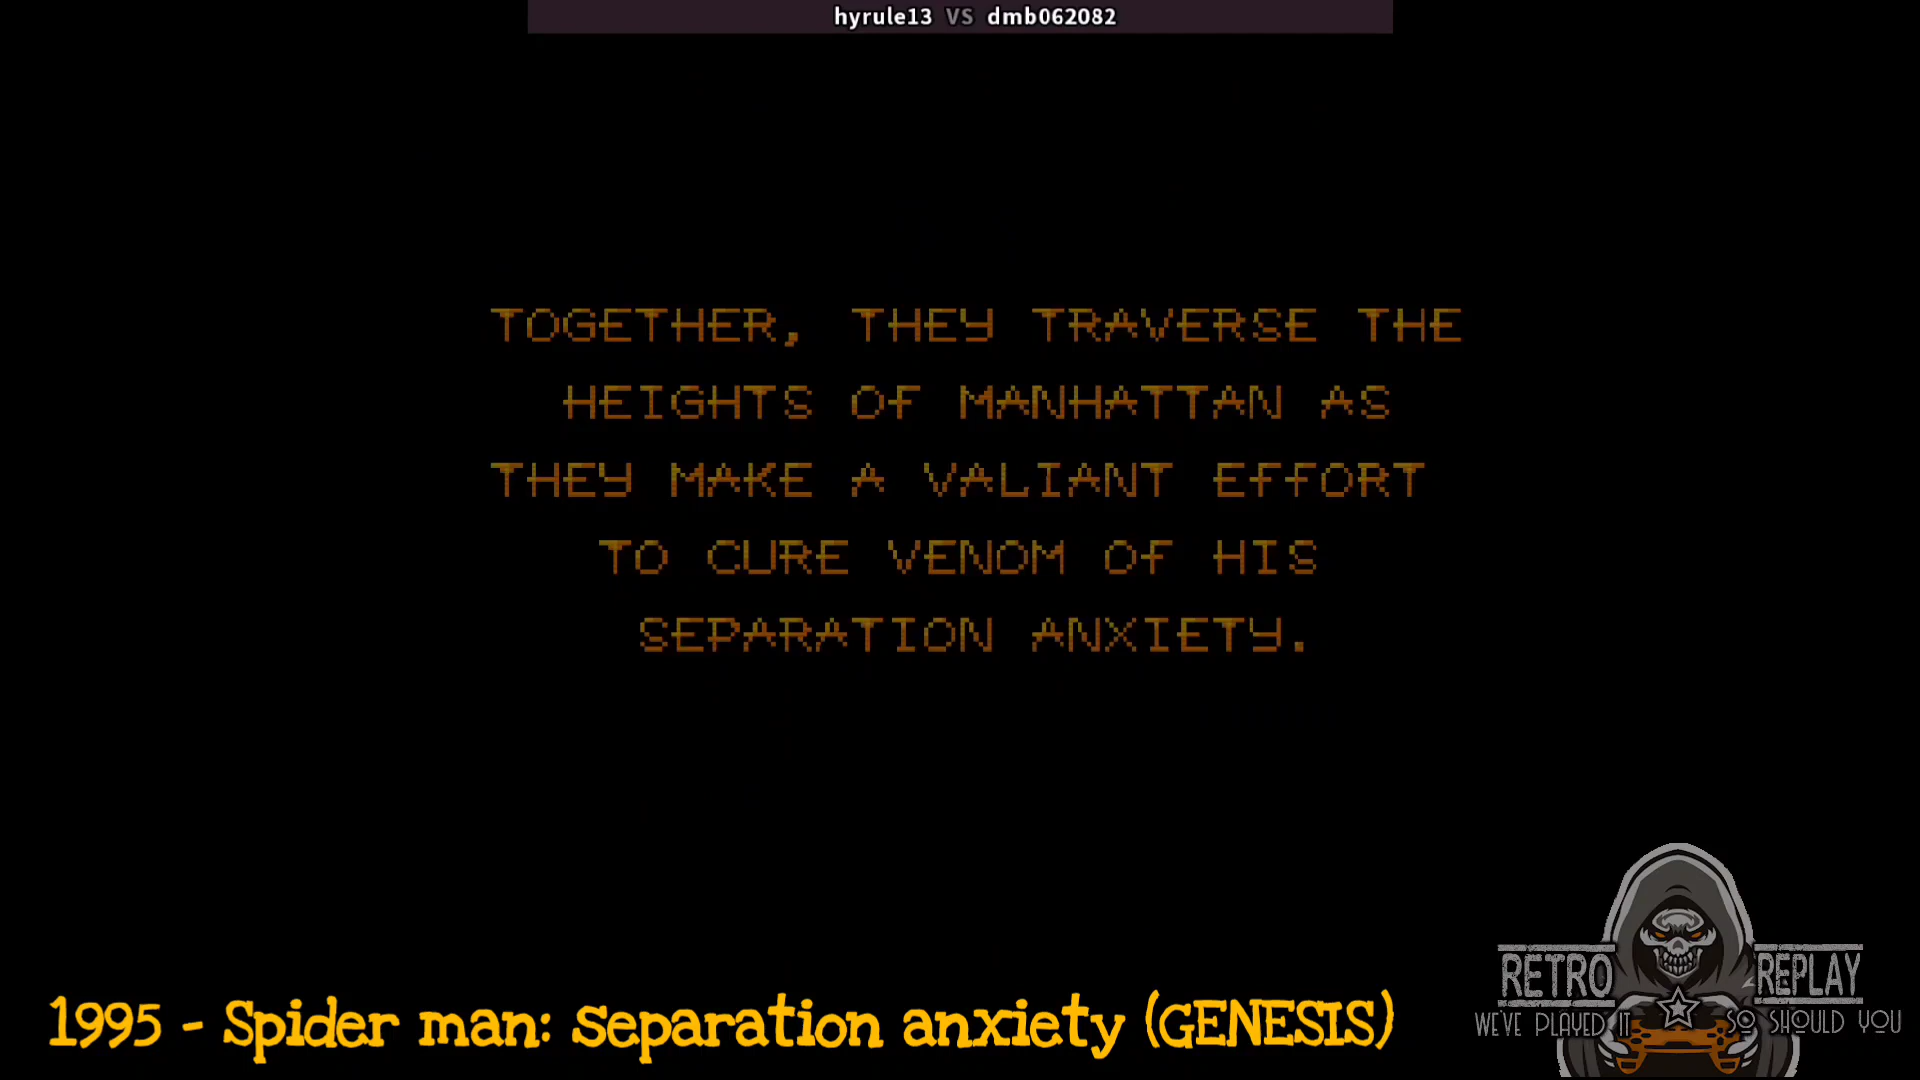 hyrule13 VS dmb062082
TOGETHER, THEY TRAVERSE THE
HEIGHTS OF MANHATTAN AS
THEY MAKE A VALIANT EFFORT
TO CURE VENOM OF HIS
SEPARATION ANXIETY.
1995 - Spider man: separation anxiety (GENESIS)
RETRO REPLAY
WE'VE PLAYED IT SO SHOULD YOU